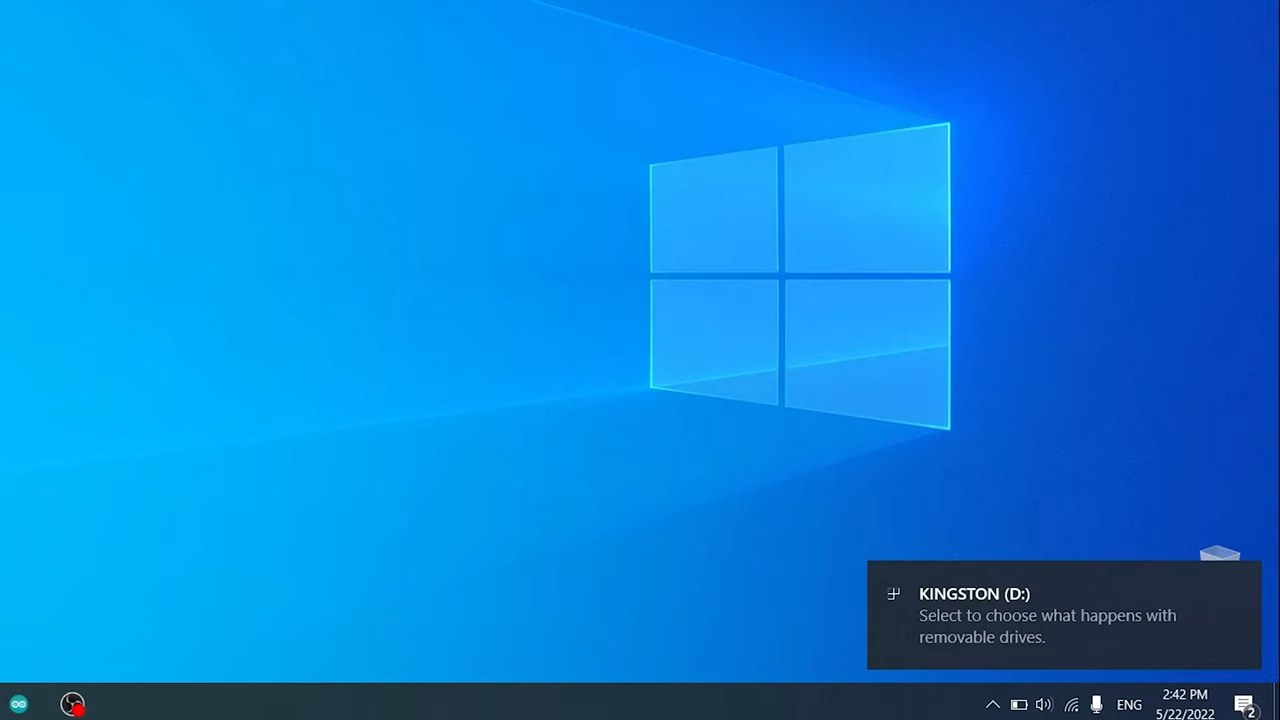 KINGSTON (D:)
Select to choose what happens with
removable drives.
ENG
2:42 PM
5/22/2022
2